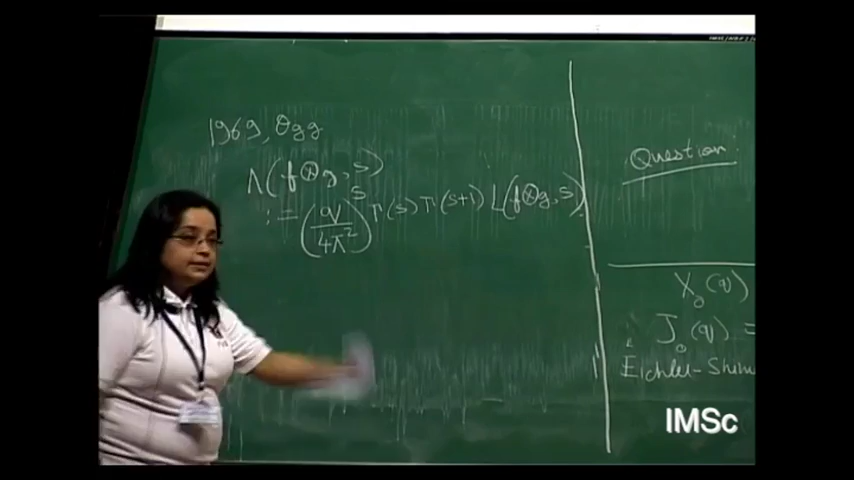 1969, Ogg
Λ(f⊗g, s)
:= (q/4π²)^s Γ(s) Γ(s+1) L(f⊗g, s)
Question:
X₀(q)
J₀(q) =
Eichler-Shim
IMSc